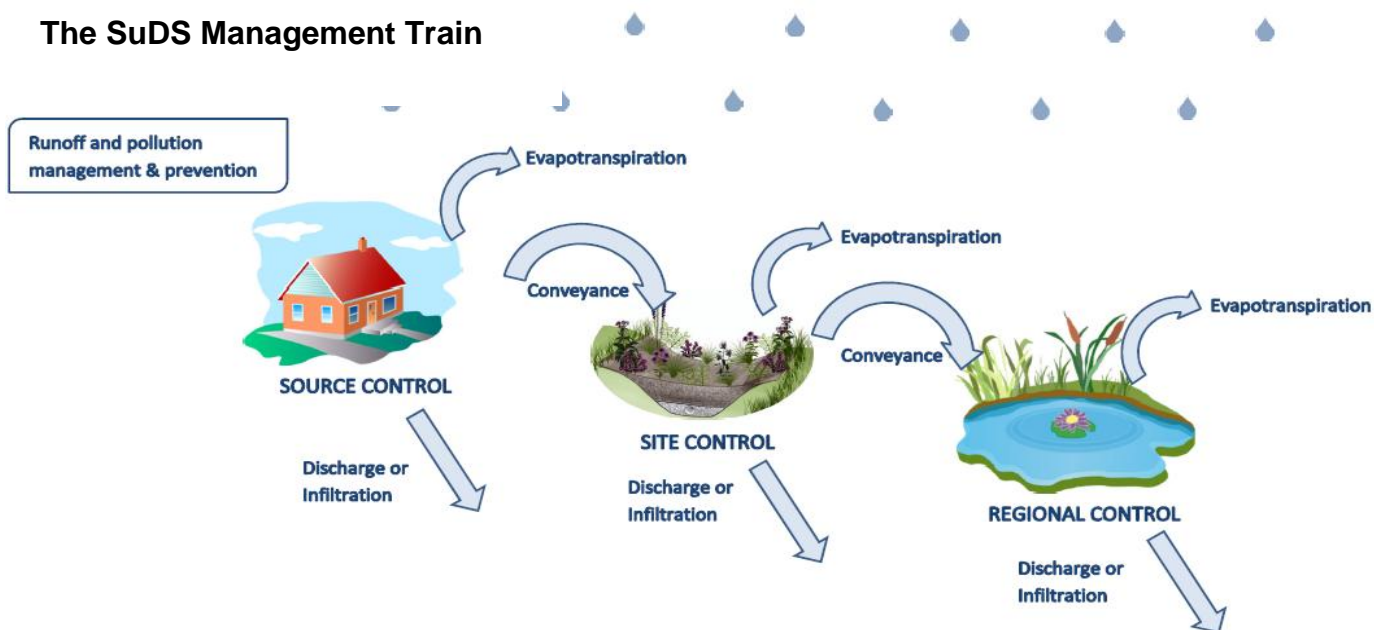 The SuDS Management Train
Runoff and pollution
management & prevention
Evapotranspiration
Conveyance
SOURCE CONTROL
Discharge or
Infiltration
Evapotranspiration
Conveyance
SITE CONTROL
Discharge or
Infiltration
Evapotranspiration
REGIONAL CONTROL
Discharge or
Infiltration